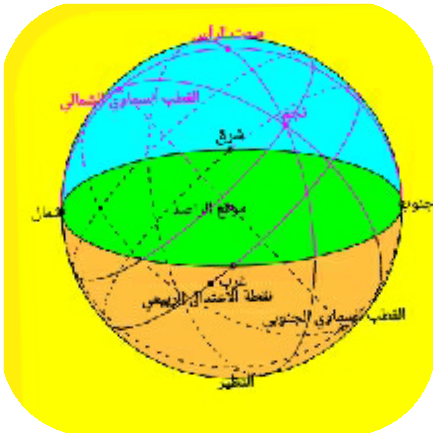 سمت الرأس
القطب السماوي الشمالي
نجم
شرق
جنوب
شمال
موقع الراصد
غرب
نقطة الاعتدال الربيعي
القطب السماوي الجنوبي
النظير